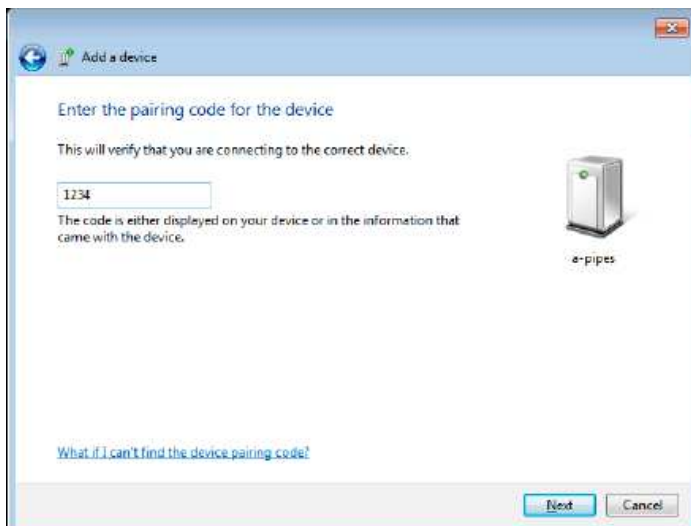 Add a device
Enter the pairing code for the device
This will verify that you are connecting to the correct device.
1234
The code is either displayed on your device or in the information that
came with the device.
a-pipes
What if I can't find the device pairing code?
Next
Cancel